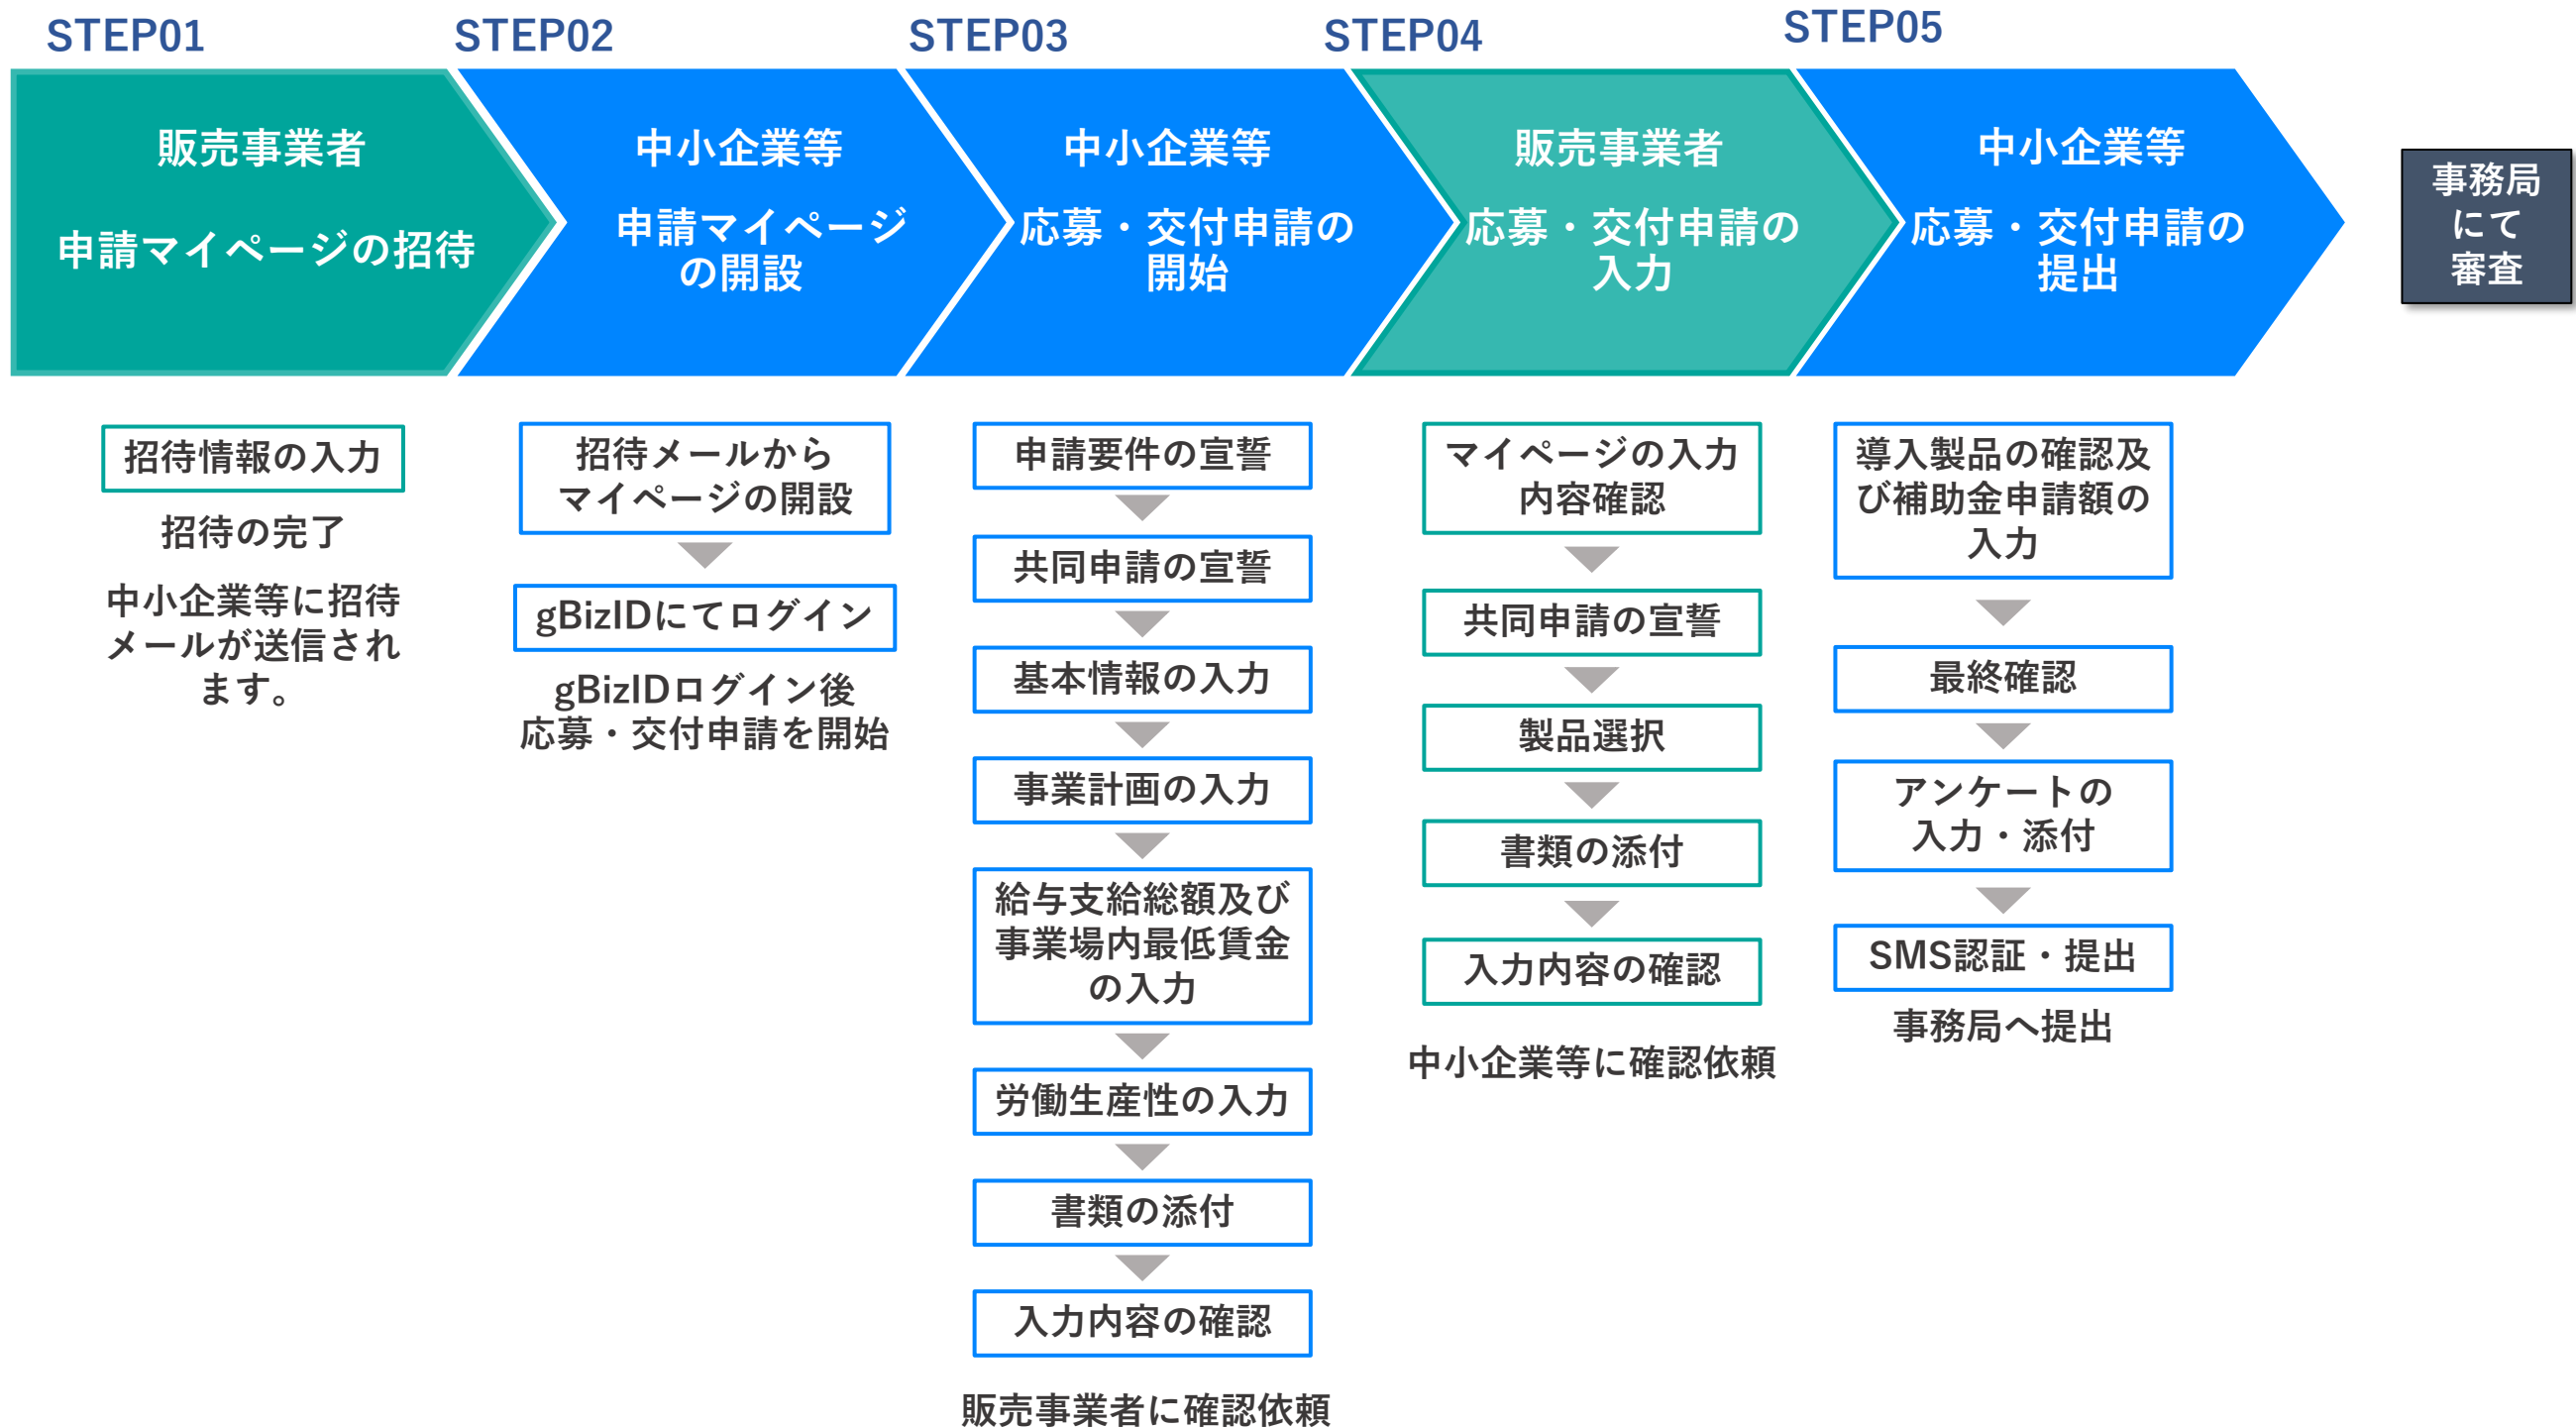 STEP01
STEP02
STEP03
STEP04
STEP05
販売事業者
申請マイページの招待
中小企業等
申請マイページ
の開設
中小企業等
応募・交付申請の
開始
販売事業者
応募・交付申請の
入力
中小企業等
応募・交付申請の
提出
事務局
にて
審査
招待情報の入力
招待の完了
中小企業等に招待
メールが送信され
ます。
招待メールから
マイページの開設
gBizIDにてログイン
gBizIDログイン後
応募・交付申請を開始
申請要件の宣誓
共同申請の宣誓
基本情報の入力
事業計画の入力
給与支給総額及び
事業場内最低賃金
の入力
労働生産性の入力
書類の添付
入力内容の確認
販売事業者に確認依頼
マイページの入力
内容確認
共同申請の宣誓
製品選択
書類の添付
入力内容の確認
中小企業等に確認依頼
導入製品の確認及
び補助金申請額の
入力
最終確認
アンケートの
入力・添付
SMS認証・提出
事務局へ提出